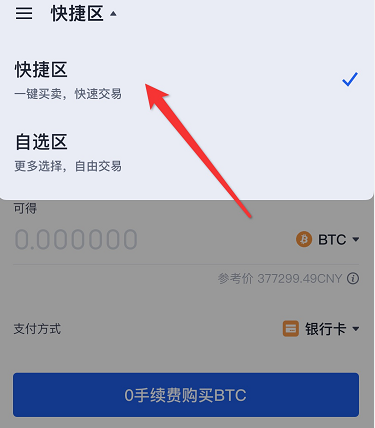 快捷区
快捷区
一键买卖，快速交易
自选区
更多选择，自由交易
可得
0.000000 BTC
参考价 377299.49CNY
支付方式 银行卡
0手续费购买BTC